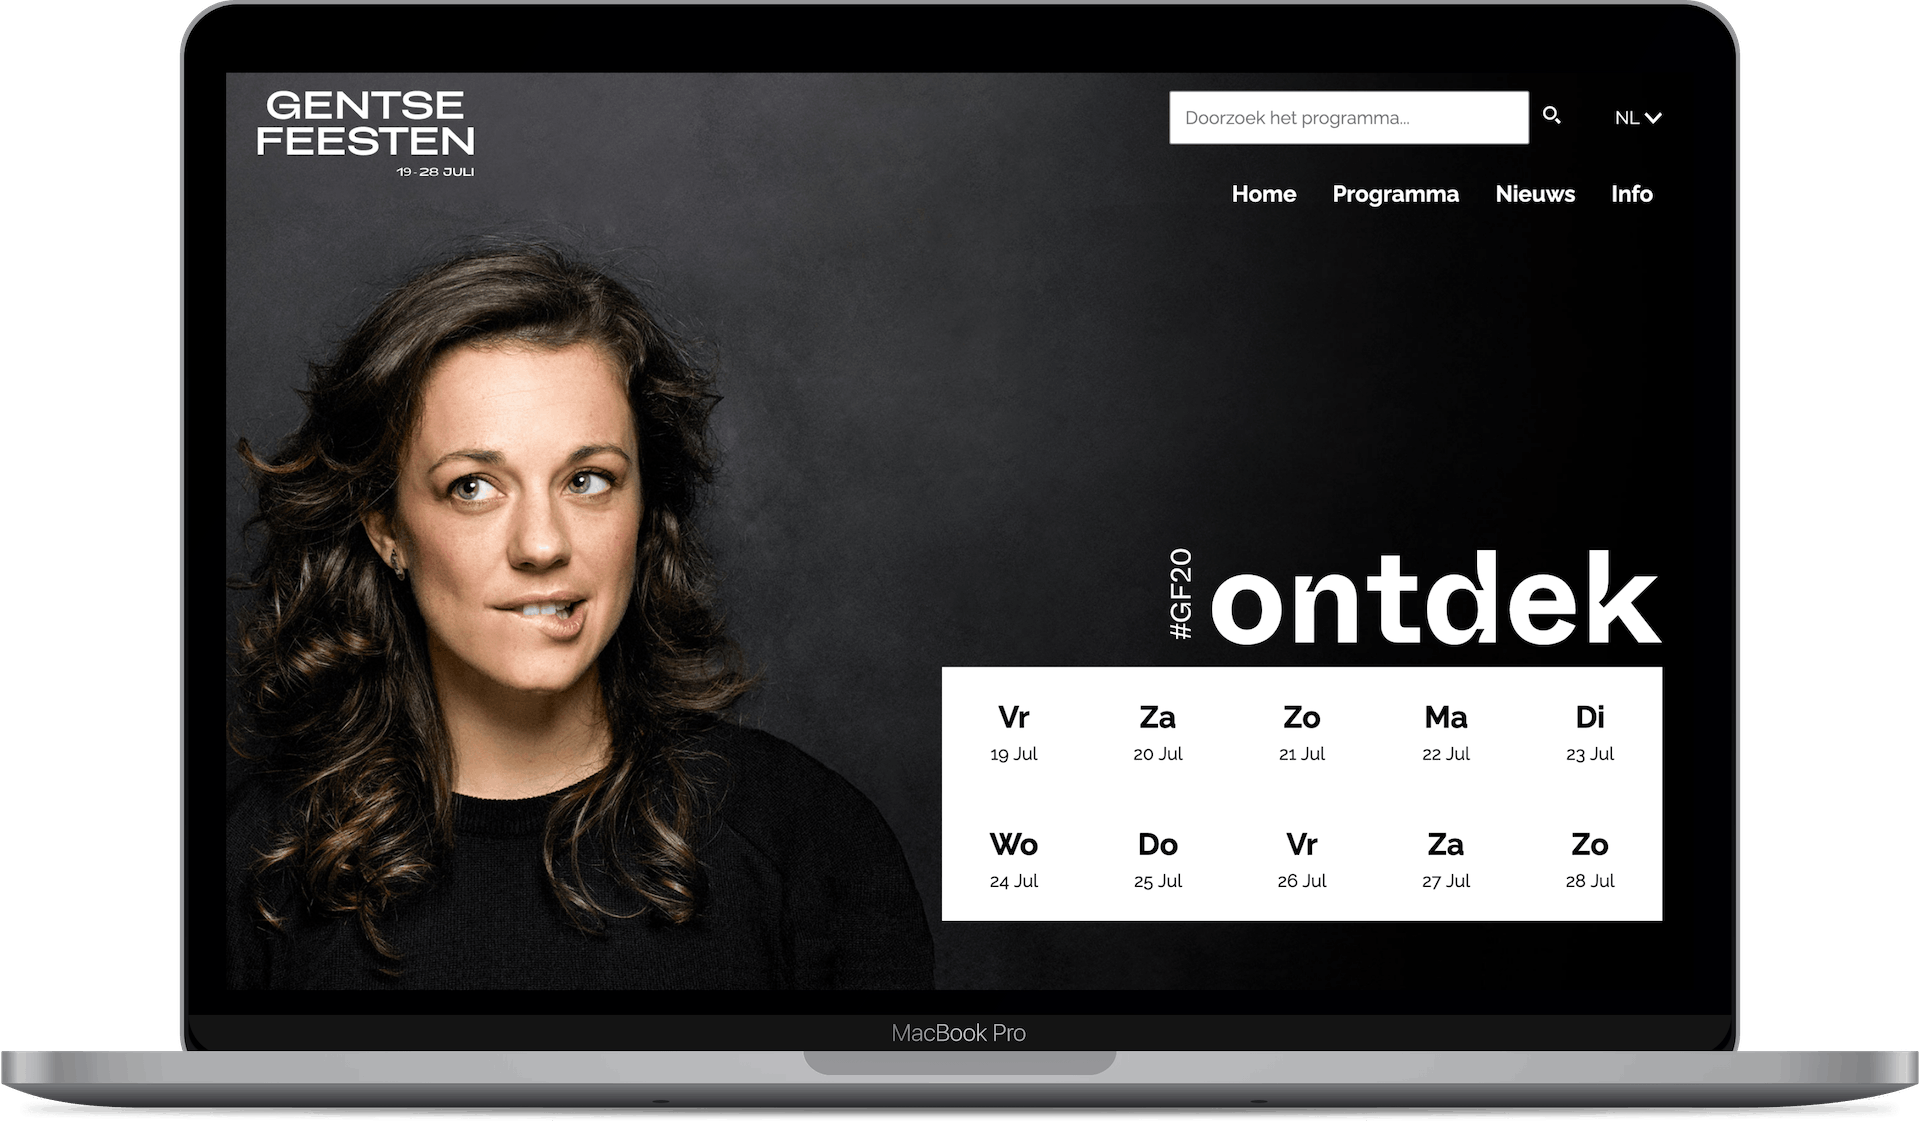 GENTSE
FEESTEN
19-28 JULI
Doorzoek het programma...
NL
Home Programma Nieuws Info
#GF20
ontdek
Vr Za Zo Ma Di
19 Jul 20 Jul 21 Jul 22 Jul 23 Jul
Wo Do Vr Za Zo
24 Jul 25 Jul 26 Jul 27 Jul 28 Jul
MacBook Pro